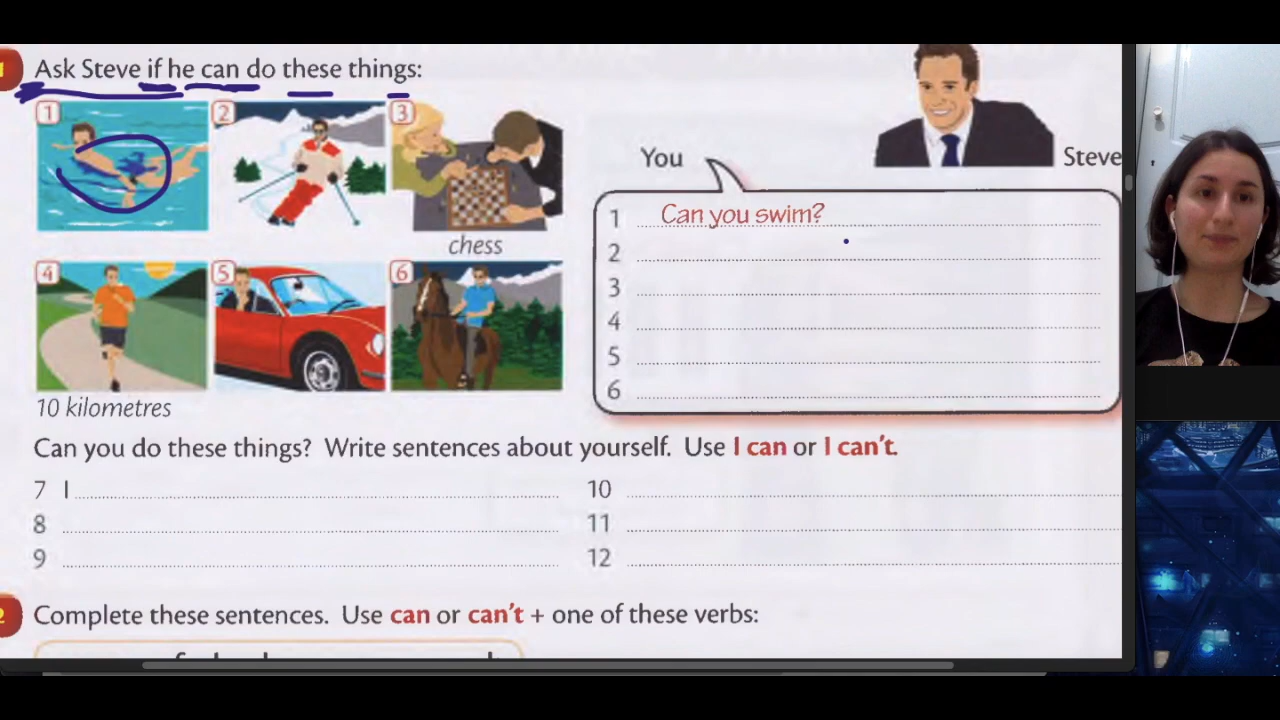 1 Ask Steve if he can do these things:
1
2
3
chess
4
5
6
10 kilometres
You
Steve
1 Can you swim?
2
3
4
5
6
Can you do these things? Write sentences about yourself. Use I can or I can't.
7 I
8
9
10
11
12
2 Complete these sentences. Use can or can't + one of these verbs: